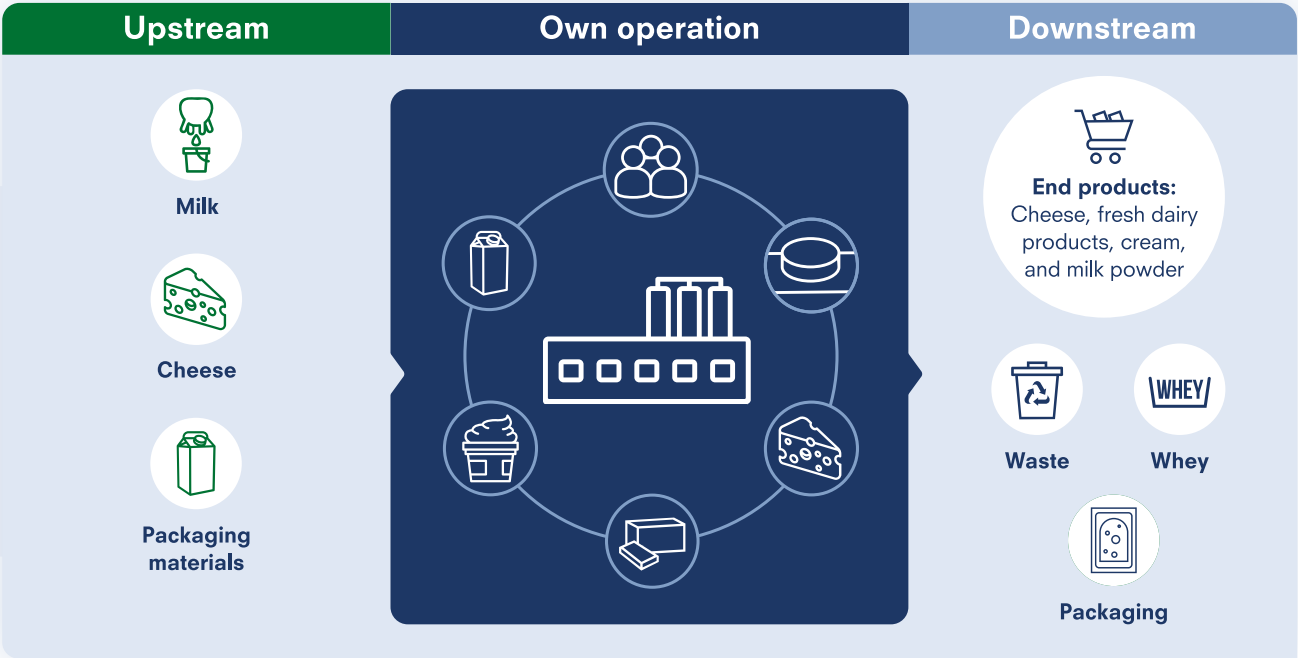 Upstream
Own operation
Downstream
Milk
Cheese
Packaging
materials
End products:
Cheese, fresh dairy
products, cream,
and milk powder
WHEY
Waste
Whey
Packaging